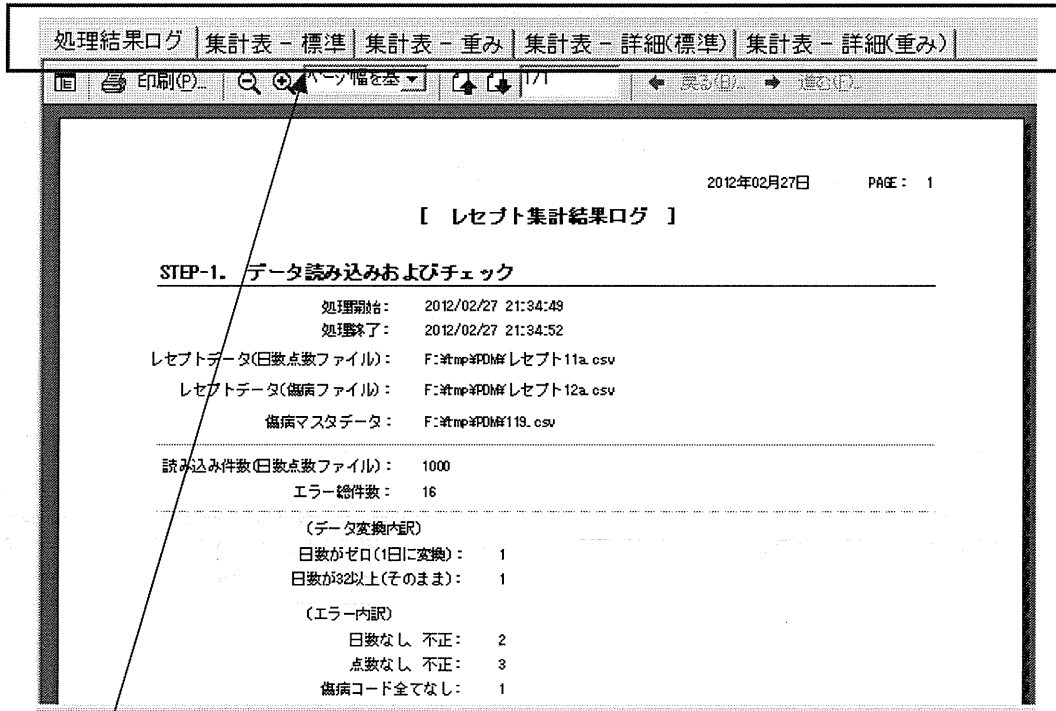 処理結果ログ 集計表 - 標準 集計表 - 重み 集計表 - 詳細(標準) 集計表 - 詳細(重み)
印刷(P)... ページ幅を基 1/1 戻る(B)... 進む(F)...
2012年02月27日 PAGE: 1
[ レセプト集計結果ログ ]
STEP-1. データ読み込みおよびチェック
処理開始: 2012/02/27 21:34:49
処理終了: 2012/02/27 21:34:52
レセプトデータ(日数点数ファイル): F:¥tmp¥PDM¥レセプト11a.csv
レセプトデータ(傷病ファイル): F:¥tmp¥PDM¥レセプト12a.csv
傷病マスタデータ: F:¥tmp¥PDM¥119.csv
読み込み件数(日数点数ファイル): 1000
エラー総件数: 16
(データ変換内訳)
日数がゼロ(1日に変換): 1
日数が32以上(そのまま): 1
(エラー内訳)
日数なし、不正: 2
点数なし、不正: 3
傷病コード全てなし: 1